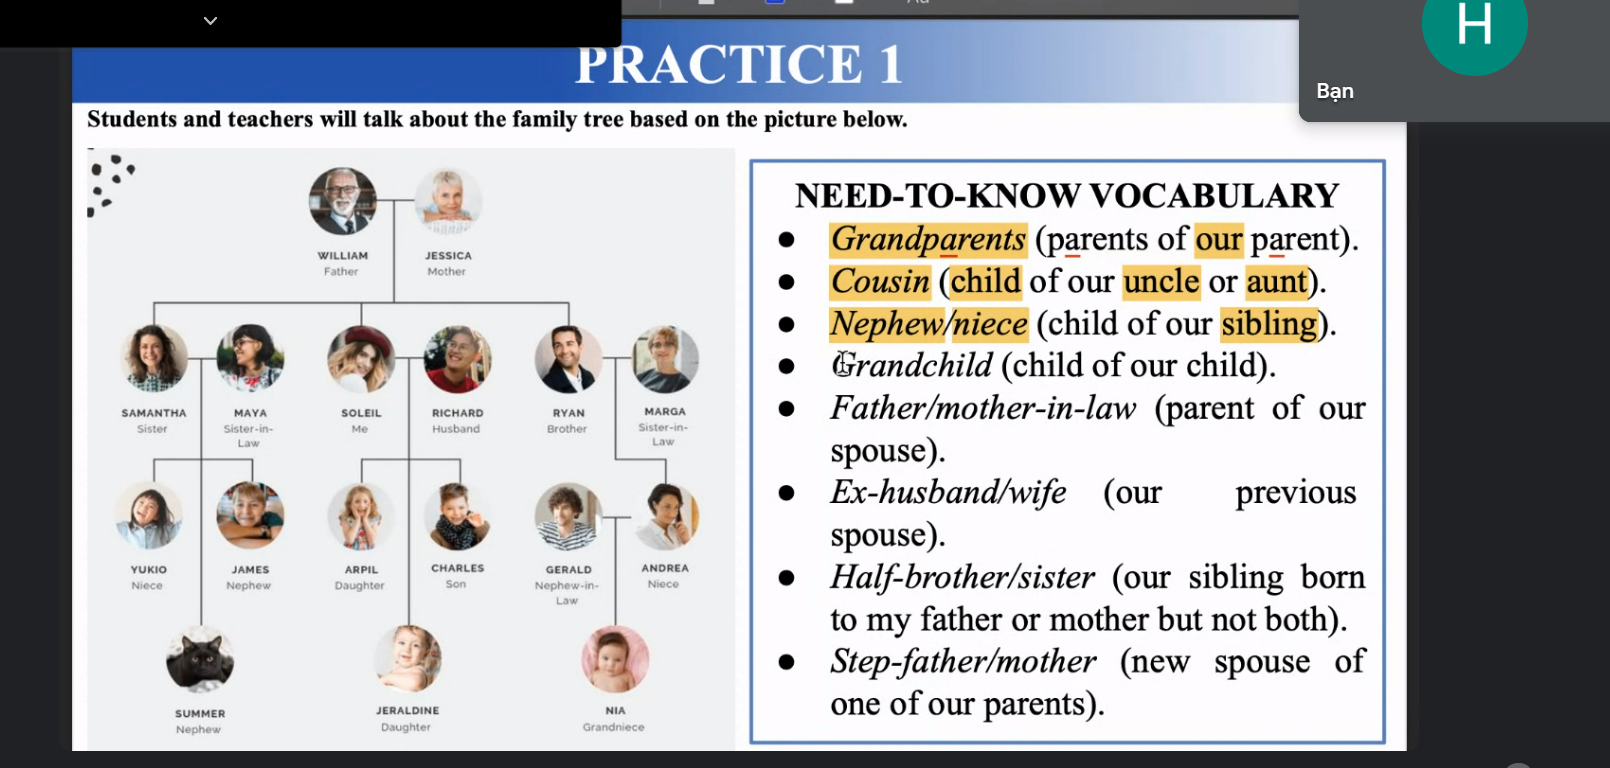 Aa
H
Bạn
PRACTICE 1
Students and teachers will talk about the family tree based on the picture below.
WILLIAM
Father
JESSICA
Mother
SAMANTHA
Sister
MAYA
Sister-in-
Law
SOLEIL
Me
RICHARD
Husband
RYAN
Brother
MARGA
Sister-in-
Law
YUKIO
Niece
JAMES
Nephew
ARPIL
Daughter
CHARLES
Son
GERALD
Nephew-in-
Law
ANDREA
Niece
SUMMER
Nephew
JERALDINE
Daughter
NIA
Grandniece
NEED-TO-KNOW VOCABULARY
● Grandparents (parents of our parent).
● Cousin (child of our uncle or aunt).
● Nephew/niece (child of our sibling).
● Grandchild (child of our child).
● Father/mother-in-law (parent of our
spouse).
● Ex-husband/wife (our previous
spouse).
● Half-brother/sister (our sibling born
to my father or mother but not both).
● Step-father/mother (new spouse of
one of our parents).